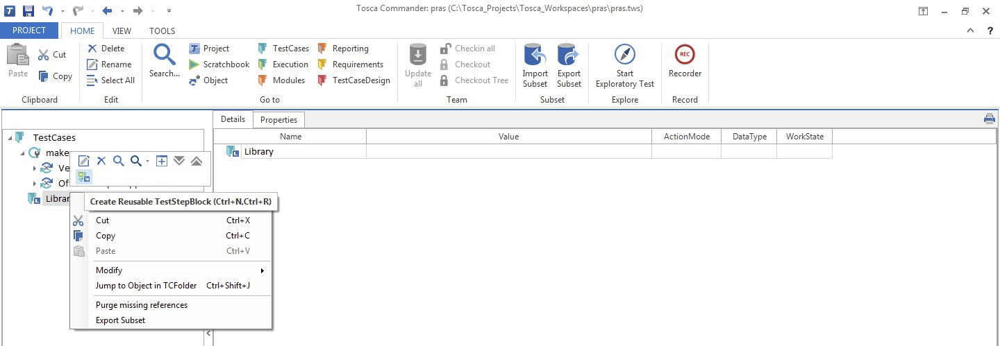 Tosca Commander: pras (C:\Tosca_Projects\Tosca_Workspaces\pras\pras.tws)
PROJECT HOME VIEW TOOLS ?
Paste
Cut
Copy
Clipboard
Delete
Rename
Select All
Edit
Search...
Project
Scratchbook
Object
TestCases
Execution
Modules
Reporting
Requirements
TestCaseDesign
Go to
Update all
Checkin all
Checkout
Checkout Tree
Team
Import Subset
Export Subset
Subset
Start Exploratory Test
Explore
REC
Recorder
Record
Details Properties
Name Value ActionMode DataType WorkState
Library
TestCases
make
Ve
Of
Librar
Create Reusable TestStepBlock (Ctrl+N,Ctrl+R)
Cut Ctrl+X
Copy Ctrl+C
Paste Ctrl+V
Modify
Jump to Object in TCFolder Ctrl+Shift+J
Purge missing references
Export Subset